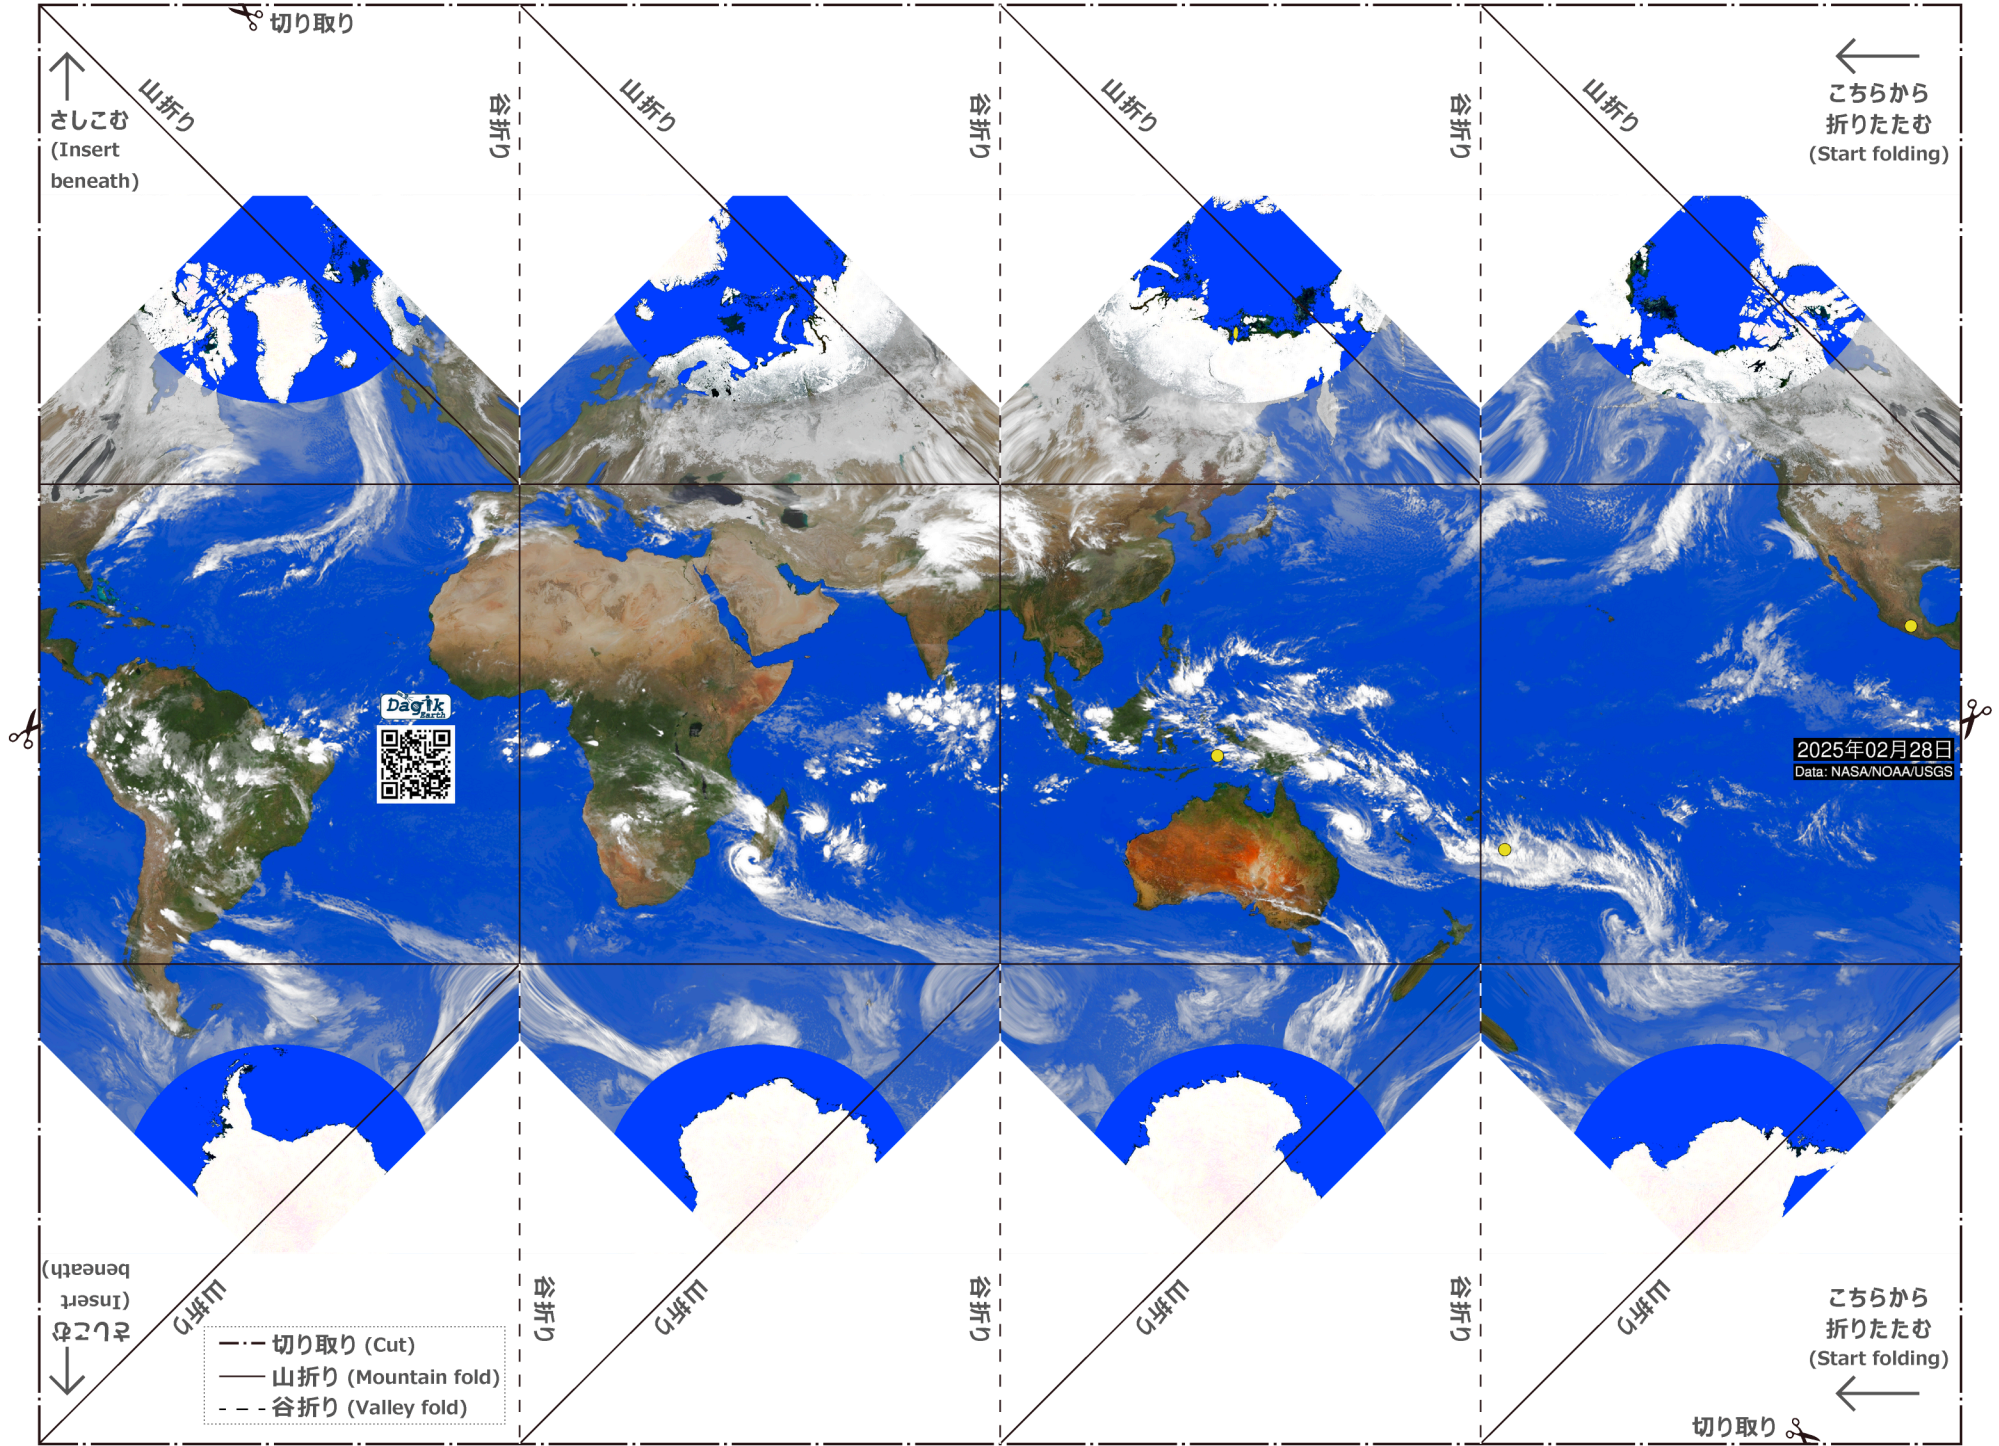 切り取り
さしこむ
(Insert
beneath)
山折り
谷折り
山折り
谷折り
山折り
谷折り
山折り
こちらから
折りたたむ
(Start folding)
Dagik
Earth
2025年02月28日
Data: NASA/NOAA/USGS
さしこむ
(Insert
beneath)
山折り
谷折り
山折り
谷折り
山折り
谷折り
山折り
こちらから
折りたたむ
(Start folding)
切り取り (Cut)
山折り (Mountain fold)
谷折り (Valley fold)
切り取り